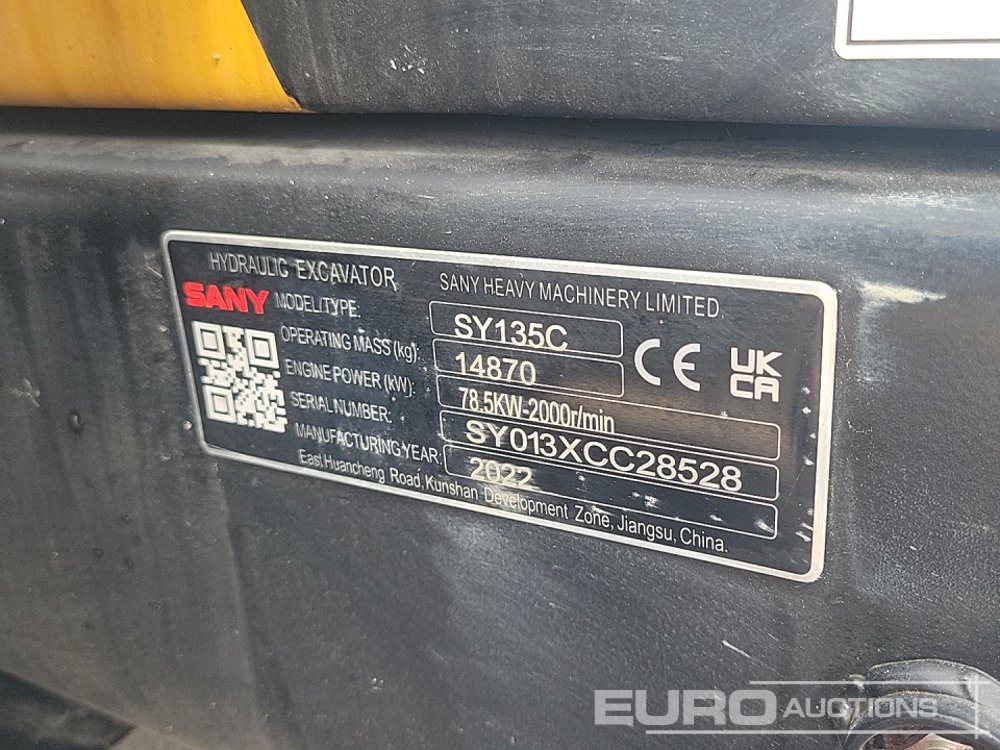 HYDRAULIC EXCAVATOR
SANY HEAVY MACHINERY LIMITED.
SANY
MODEL/TYPE: SY135C
OPERATING MASS (kg): 14870
ENGINE POWER (kW): 78.5KW-2000r/min
SERIAL NUMBER: SY013XCC28528
MANUFACTURING YEAR: 2022
East Huancheng Road, Kunshan Development Zone, Jiangsu, China.
CE
UK
CA
EURO AUCTIONS